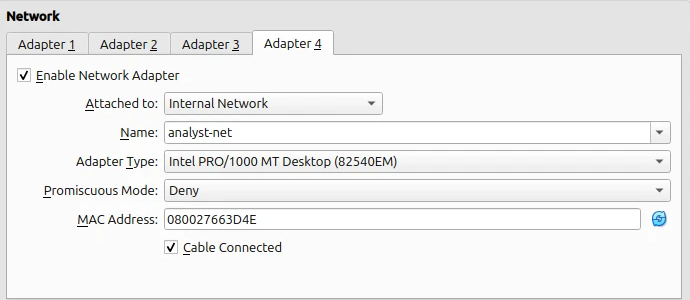 Network
Adapter 1 Adapter 2 Adapter 3 Adapter 4
Enable Network Adapter
Attached to: Internal Network
Name: analyst-net
Adapter Type: Intel PRO/1000 MT Desktop (82540EM)
Promiscuous Mode: Deny
MAC Address: 080027663D4E
Cable Connected